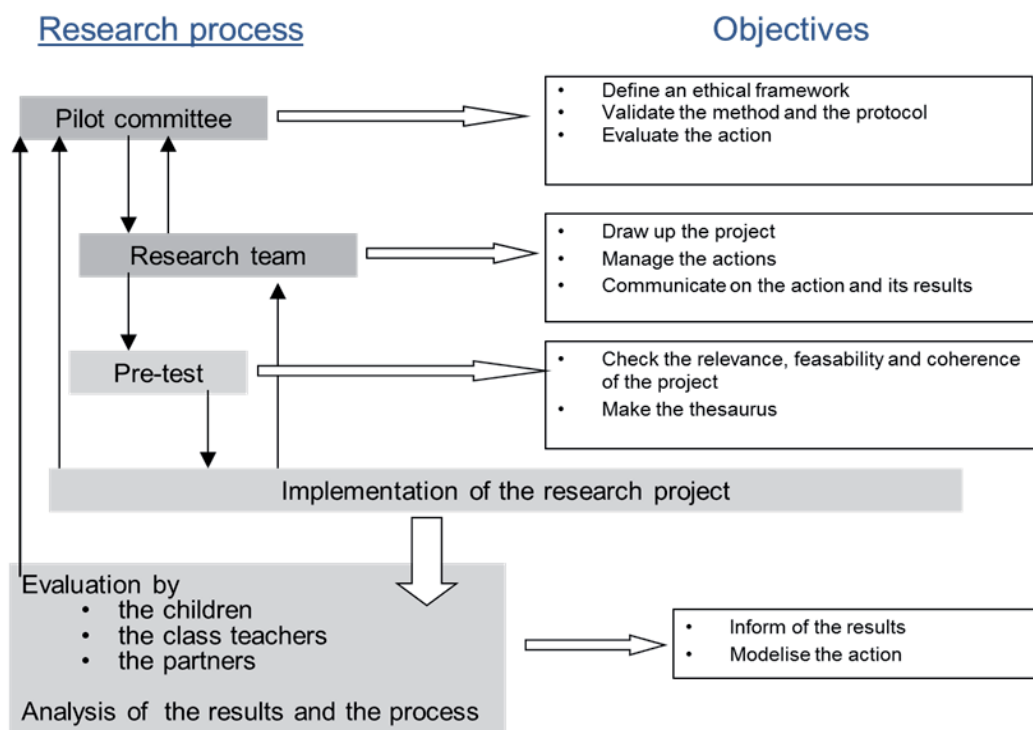 Research process
Objectives
Pilot committee
• Define an ethical framework
• Validate the method and the protocol
• Evaluate the action
Research team
• Draw up the project
• Manage the actions
• Communicate on the action and its results
Pre-test
• Check the relevance, feasability and coherence
of the project
• Make the thesaurus
Implementation of the research project
Evaluation by
• the children
• the class teachers
• the partners
Analysis of the results and the process
• Inform of the results
• Modelise the action